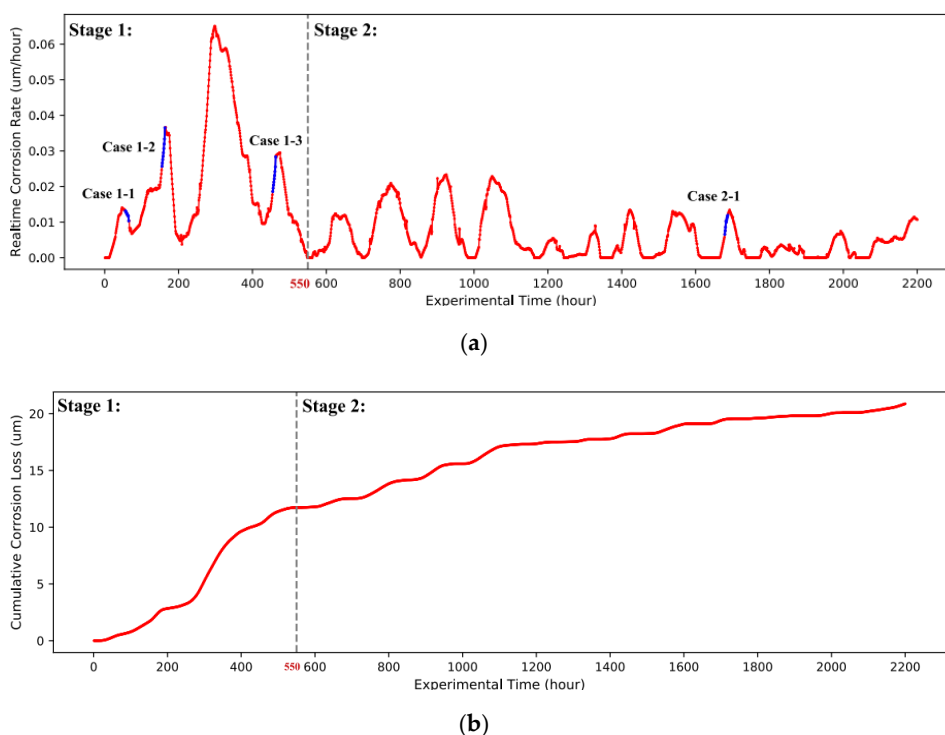 Stage 1:
Stage 2:
0.06
0.05
0.04
0.03
0.02
0.01
0.00
Realtime Corrosion Rate (um/hour)
Case 1-1
Case 1-2
Case 1-3
Case 2-1
0 200 400 550 600 800 1000 1200 1400 1600 1800 2000 2200
Experimental Time (hour)
(a)
Stage 1:
Stage 2:
20
15
10
5
0
Cumulative Corrosion Loss (um)
0 200 400 550 600 800 1000 1200 1400 1600 1800 2000 2200
Experimental Time (hour)
(b)